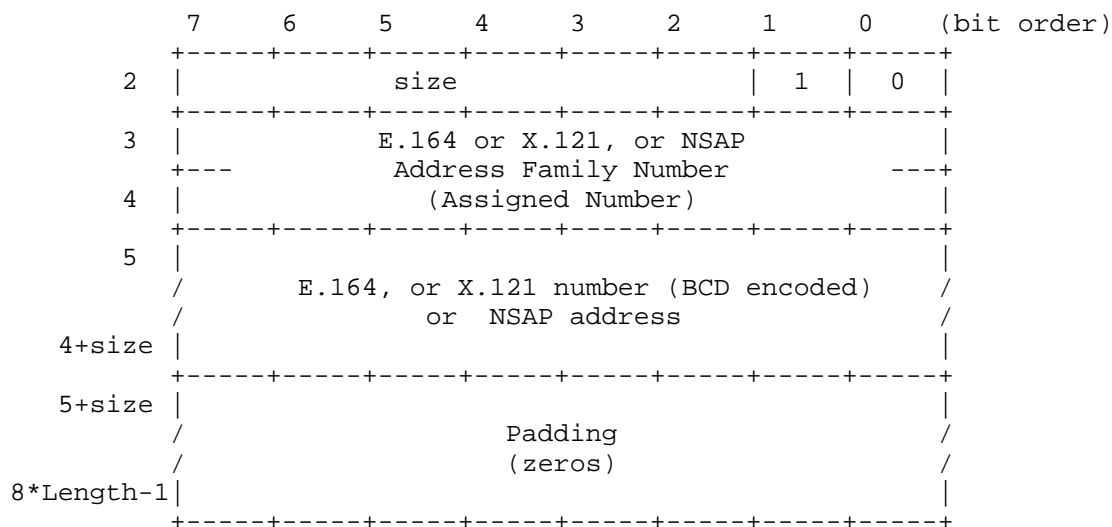 7     6     5     4     3     2     1     0    (bit order)
         +-----+-----+-----+-----+-----+-----+-----+-----+
      2  |             size                  |  1  |  0  |
         +-----+-----+-----+-----+-----+-----+-----+-----+
      3  |            E.164 or X.121, or NSAP            |
         +---          Address Family Number          ---+
      4  |               (Assigned Number)               |
         +-----+-----+-----+-----+-----+-----+-----+-----+
      5  |                                               |
         /       E.164, or X.121 number (BCD encoded)    /
         /               or  NSAP address                /
  4+size |                                               |
         +-----+-----+-----+-----+-----+-----+-----+-----+
  5+size |                                               |
         /                    Padding                    /
         /                    (zeros)                    /
8*Length-1|                                               |
         +-----+-----+-----+-----+-----+-----+-----+-----+